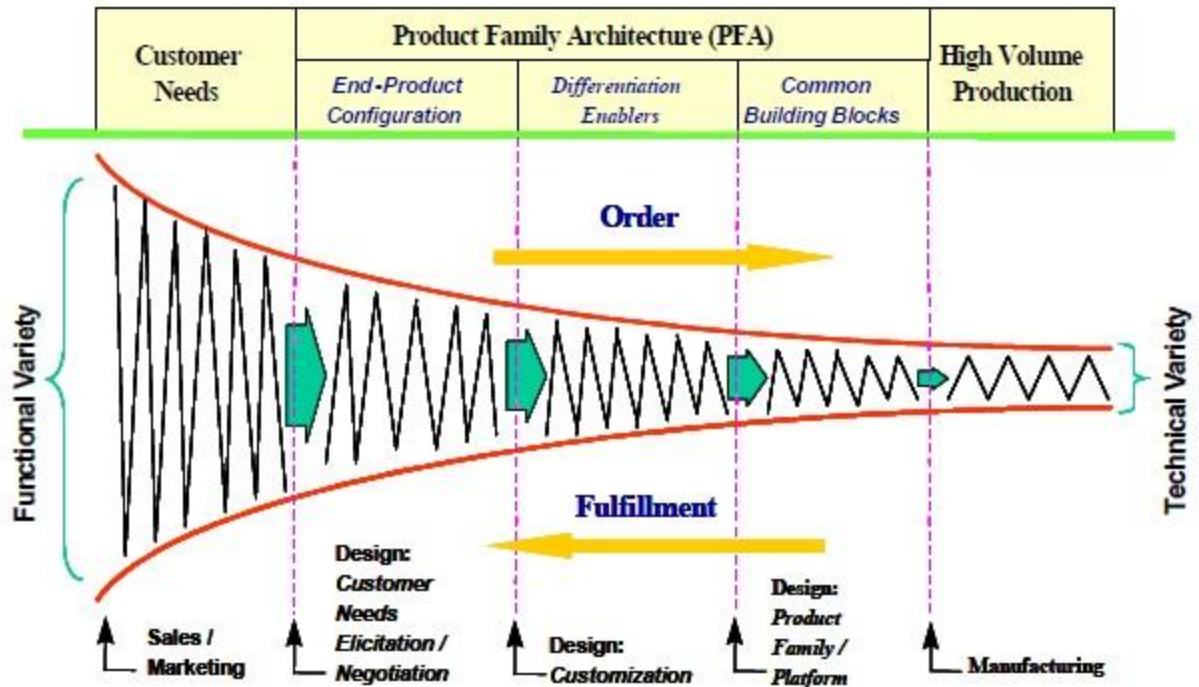 Customer
Needs
Product Family Architecture (PFA)
End-Product
Configuration
Differentiation
Enablers
Common
Building Blocks
High Volume
Production
Order
Functional Variety
Technical Variety
Fulfillment
Sales /
Marketing
Design:
Customer
Needs
Elicitation /
Negotiation
Design:
Customization
Design:
Product
Family /
Platform
Manufacturing